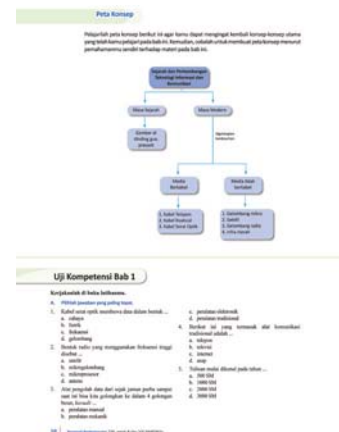 Peta Konsep
Pelajarilah peta konsep berikut ini agar kamu dapat mengingat kembali konsep-konsep utama
yang telah kamu pelajari pada bab ini. Kemudian, cobalah untuk membuat peta konsep menurut
pemahamanmu sendiri terhadap materi pada bab ini.
Sejarah dan Perkembangan
Teknologi Informasi dan
Komunikasi
Masa Sejarah
Masa Modern
Gambar di
dinding gua,
prasasti
Media
Berkabel
Media
berkabel
1. Kabel Telepon
2. Kabel Koaksial
3. Kabel Serat Optik
1. Gelombang mikro
2. Satelit
3. Gelombang radio
4. Infra merah
Uji Kompetensi Bab 1
Kerjakanlah di buku latihanmu.
A. Pilihlah jawaban yang paling tepat.
1. Kabel serat optik membawa data dalam bentuk ...
a. cahaya
b. listrik
c. frekuensi
d. gelombang
2. Bentuk radio yang menggunakan frekuensi tinggi
disebut ...
a. satelit
b. mikrogelombang
c. mikroprosesor
d. antena
3. Alat pengolah data dari sejak jaman purba sampai
saat ini bisa kita golongkan ke dalam 4 golongan
besar, kecuali ...
a. peralatan manual
b. peralatan mekanik
c. peralatan elektronik
d. peralatan tradisional
4. Berikut ini yang termasuk alat komunikasi
tradisional adalah ...
a. telepon
b. televisi
c. internet
d. asap
5. Tulisan mulai dikenal pada tahun ...
a. 500 SM
b. 1000 SM
c. 2000 SM
d. 3000 SM